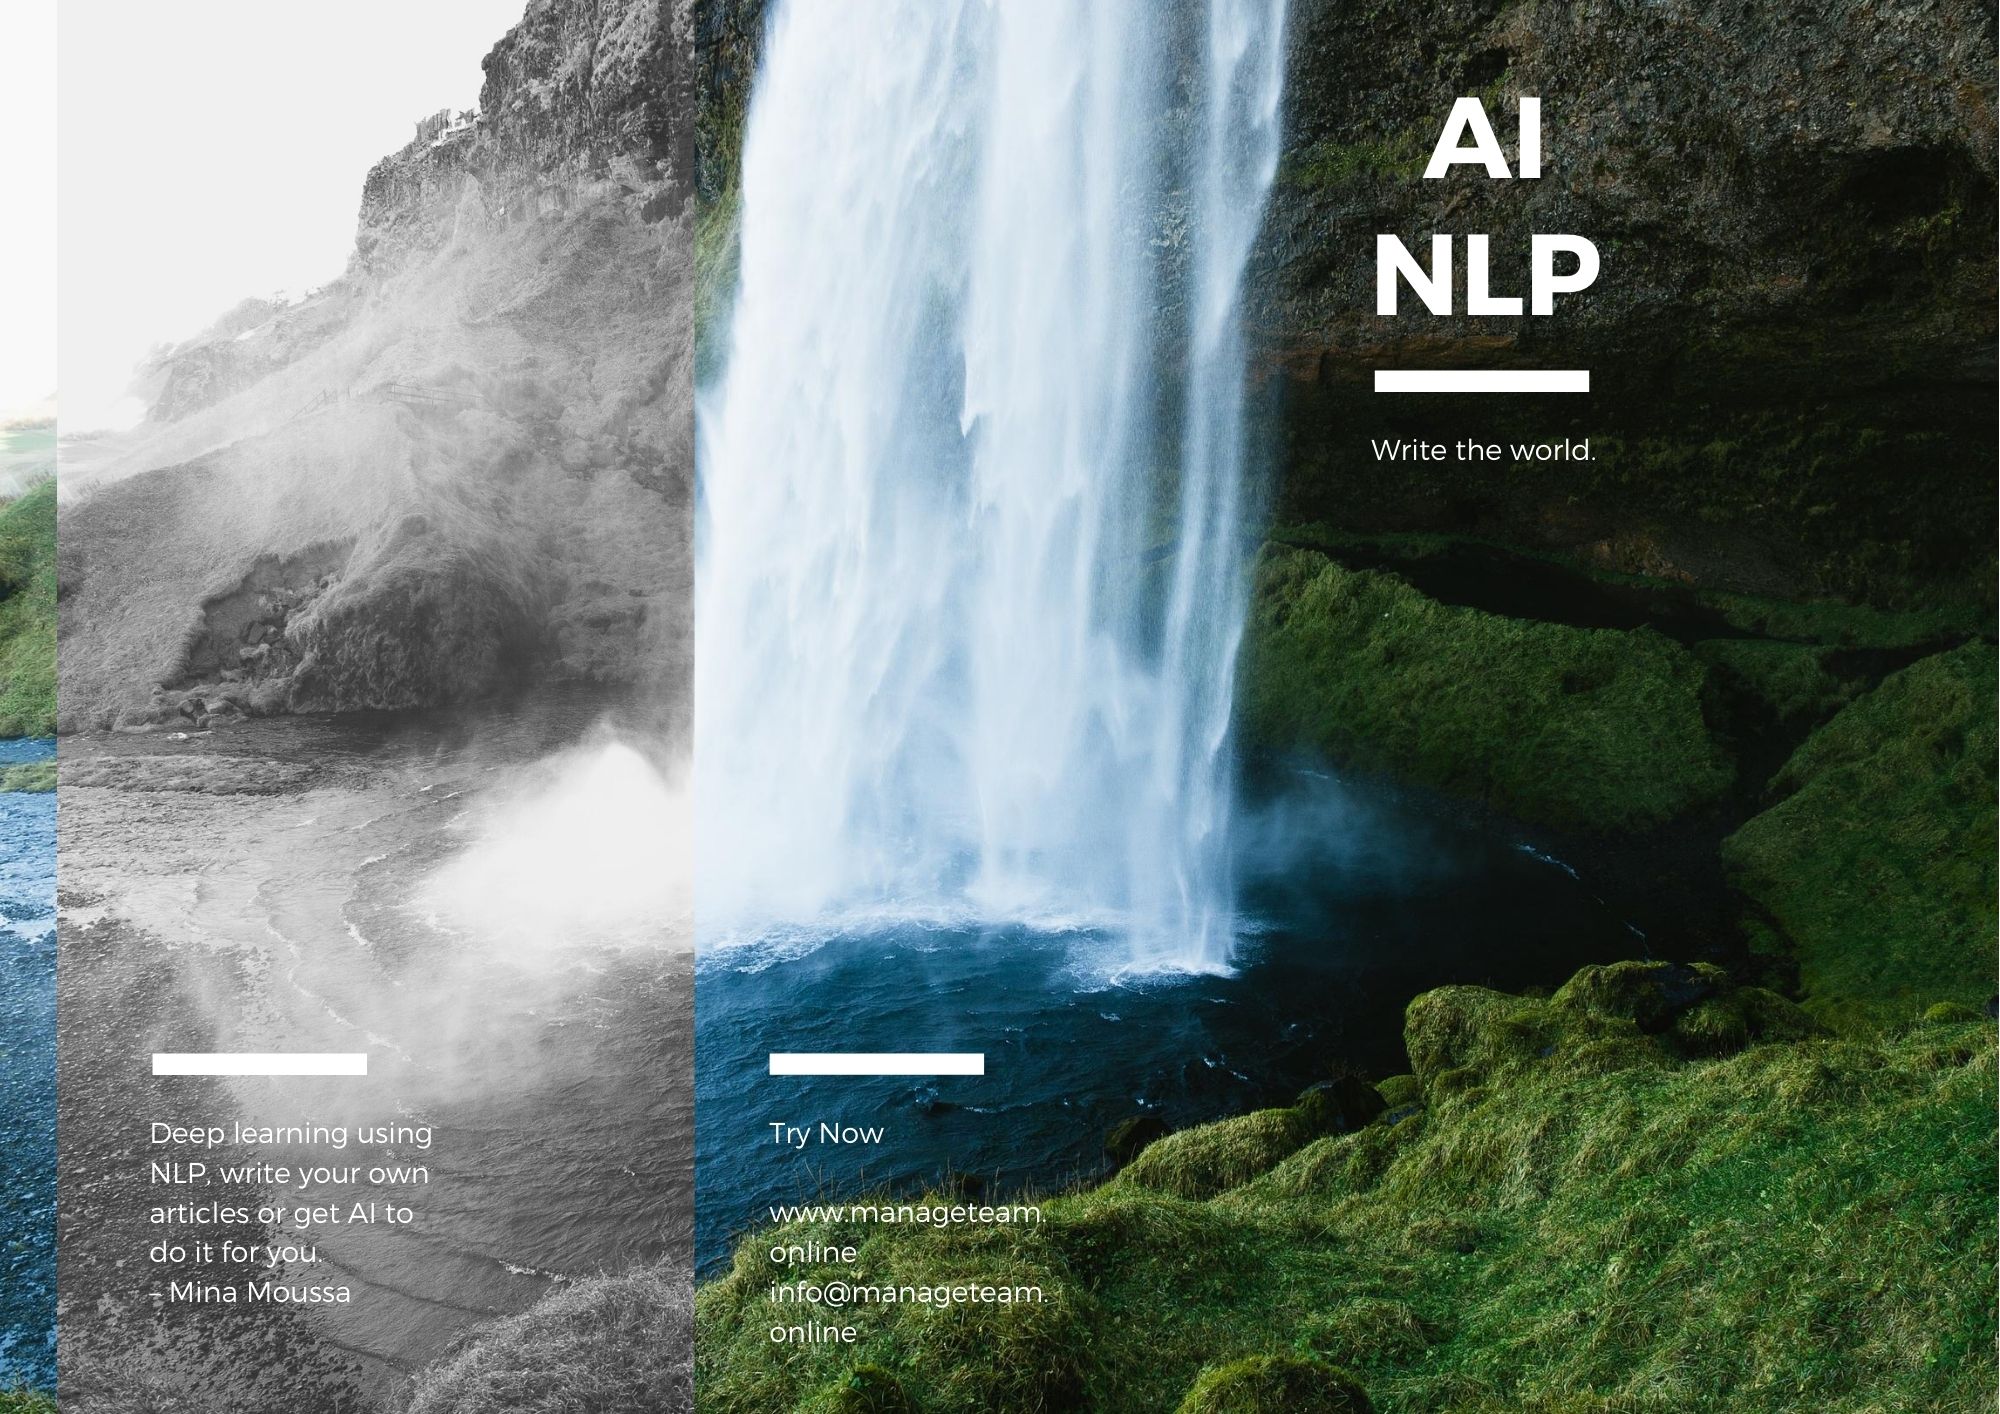 AI
NLP
Write the world.
Deep learning using
NLP, write your own
articles or get AI to
do it for you.
– Mina Moussa
Try Now
www.manageteam.
online
info@manageteam.
online